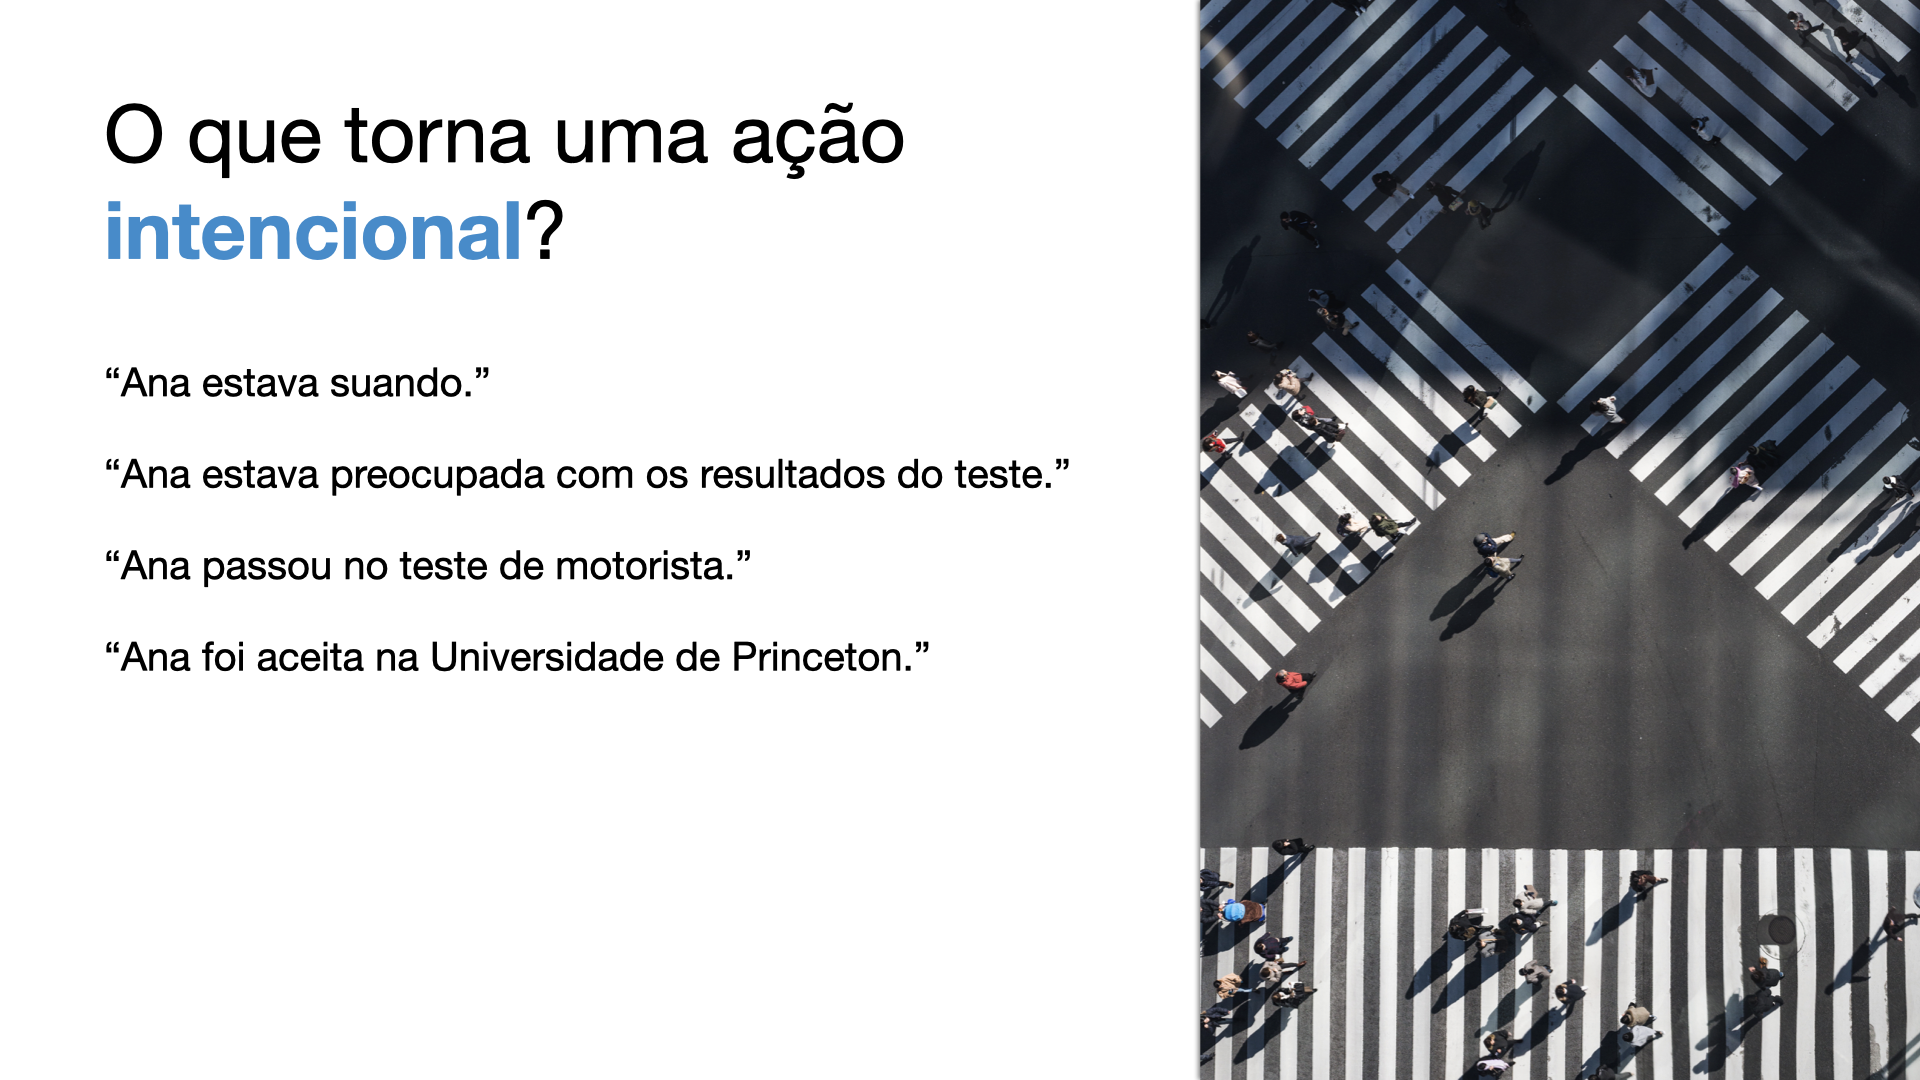 O que torna uma ação
intencional?
“Ana estava suando.”
“Ana estava preocupada com os resultados do teste.”
“Ana passou no teste de motorista.”
“Ana foi aceita na Universidade de Princeton.”